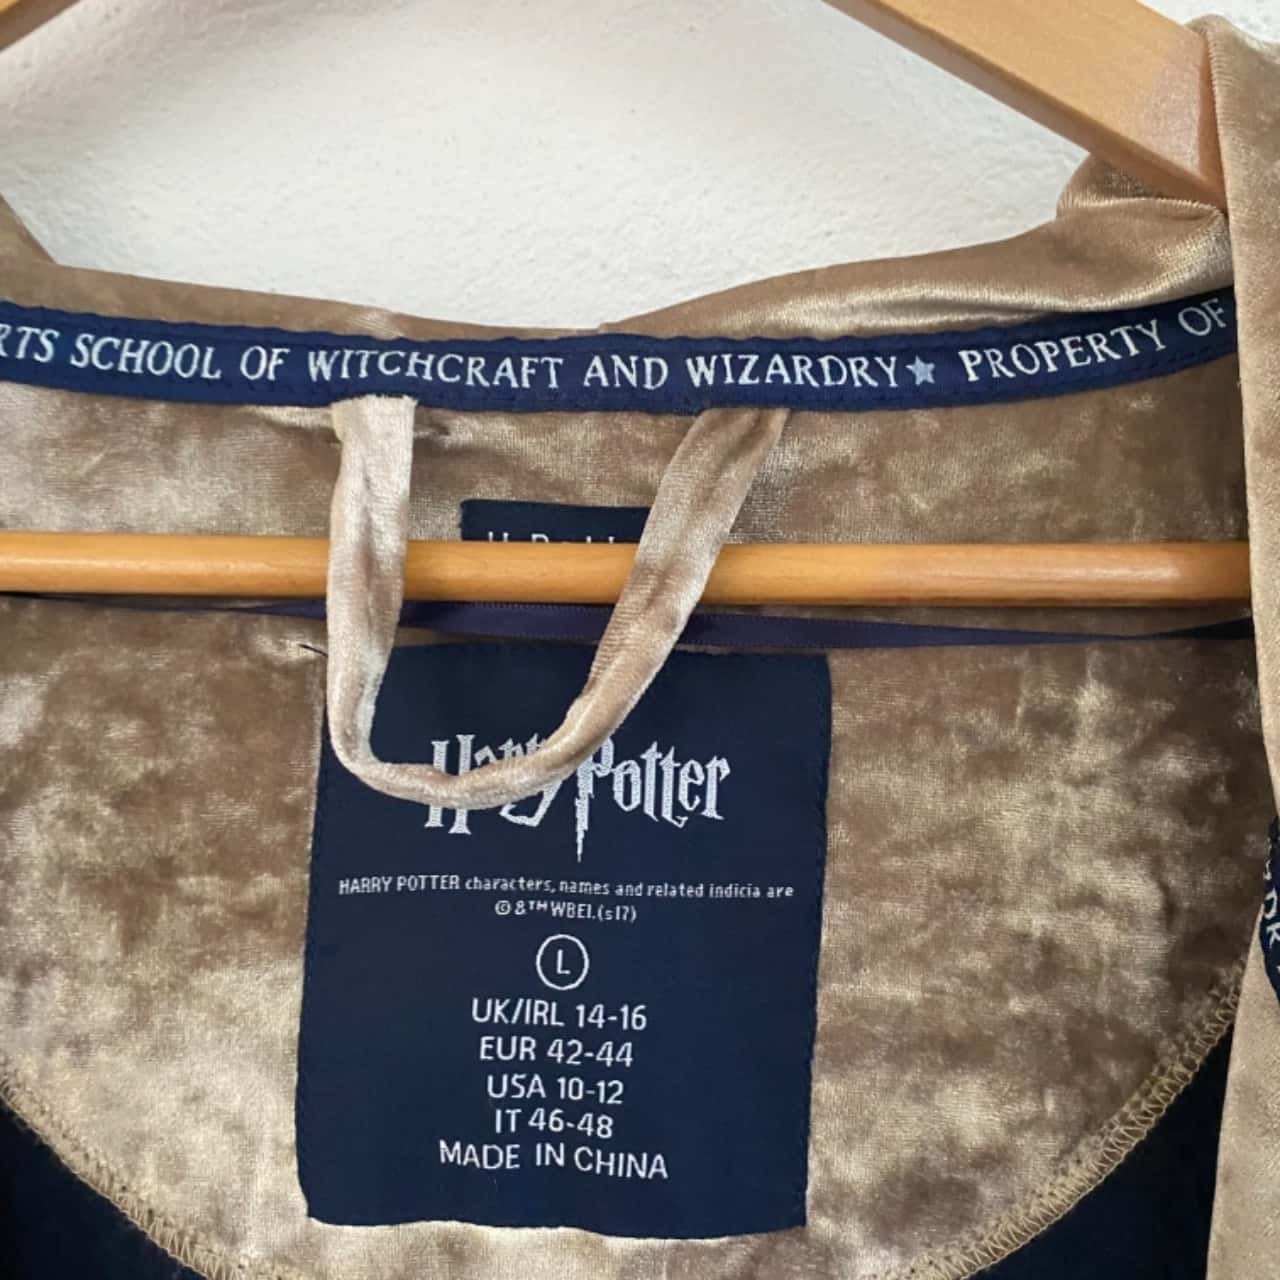 RTS SCHOOL OF WITCHCRAFT AND WIZARDRY★ PROPERTY OF
Harry Potter
HARRY POTTER characters, names and related indicia are
© & ™ WBEI. (s17)
L
UK/IRL 14-16
EUR 42-44
USA 10-12
IT 46-48
MADE IN CHINA